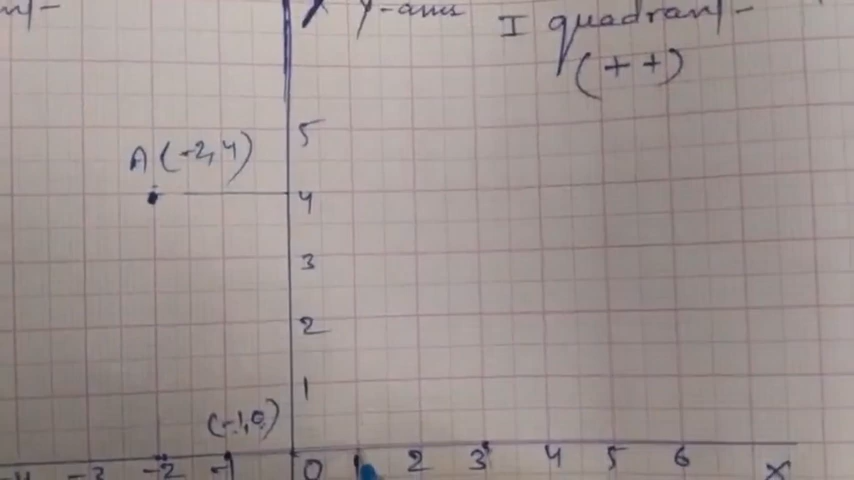 Y-axis
I quadrant-
(++)
5
A (-2,4)
4
3
2
1
(-1,0)
-4 -3 -2 -1 0 1 2 3 4 5 6 X